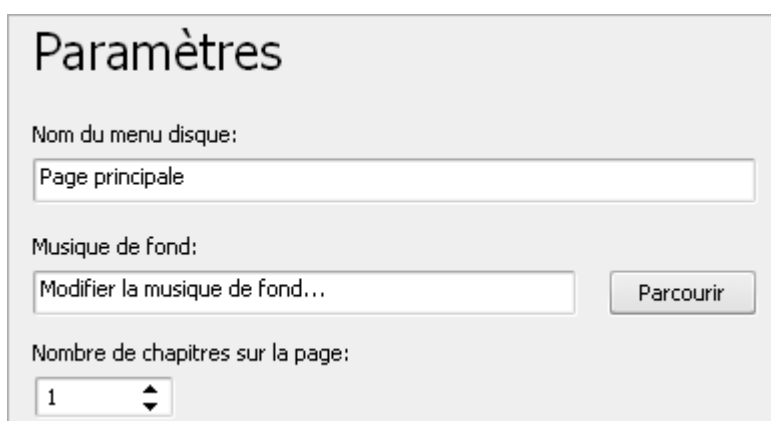 Paramètres
Nom du menu disque:
Page principale
Musique de fond:
Modifier la musique de fond...
Parcourir
Nombre de chapitres sur la page:
1